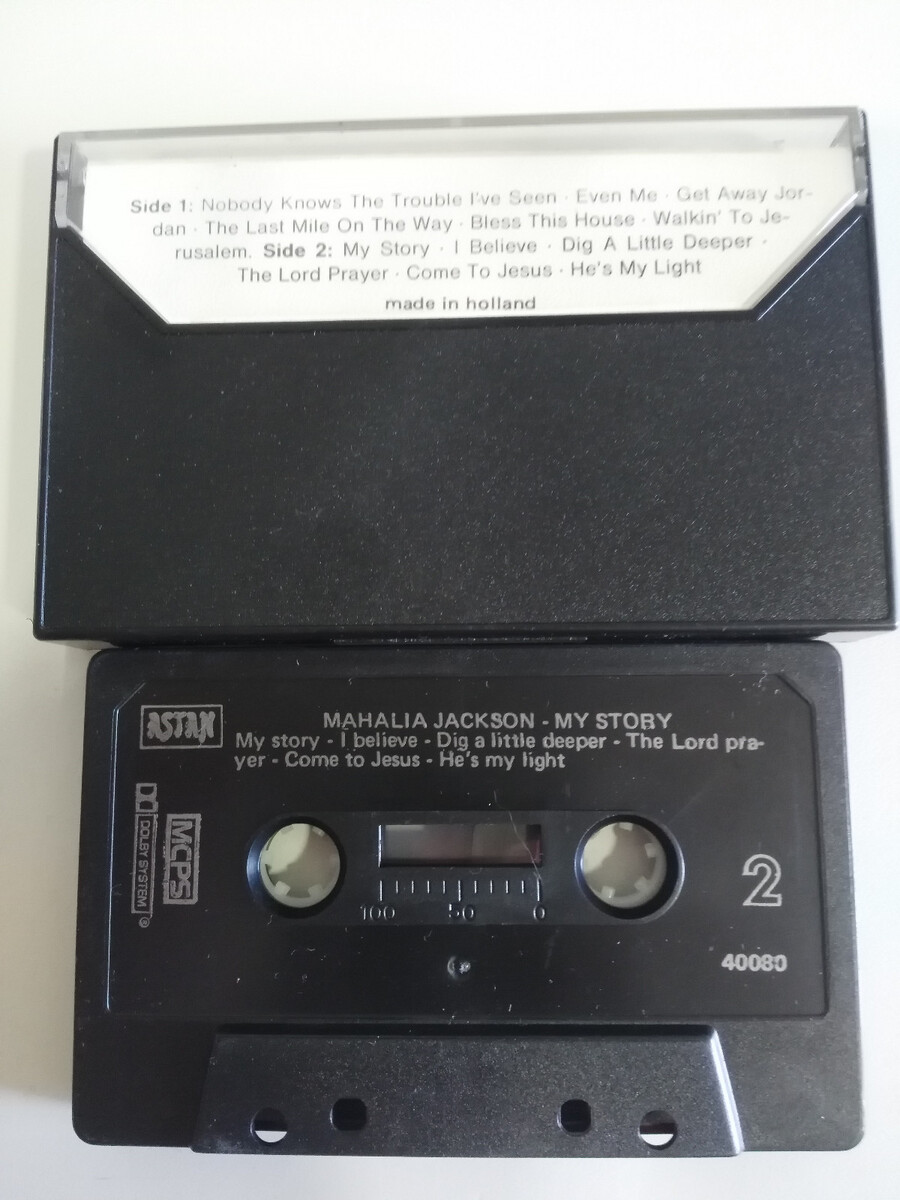 Side 1: Nobody Knows The Trouble I've Seen · Even Me · Get Away Jor-
dan · The Last Mile On The Way · Bless This House · Walkin' To Je-
rusalem. Side 2: My Story · I Believe · Dig A Little Deeper ·
The Lord Prayer · Come To Jesus · He's My Light
made in holland
ASTAN
MAHALIA JACKSON - MY STORY
My story - I believe - Dig a little deeper - The Lord pra-
yer - Come to Jesus - He's my light
MCPS
DOLBY SYSTEM ®
100 50 0
2
40080